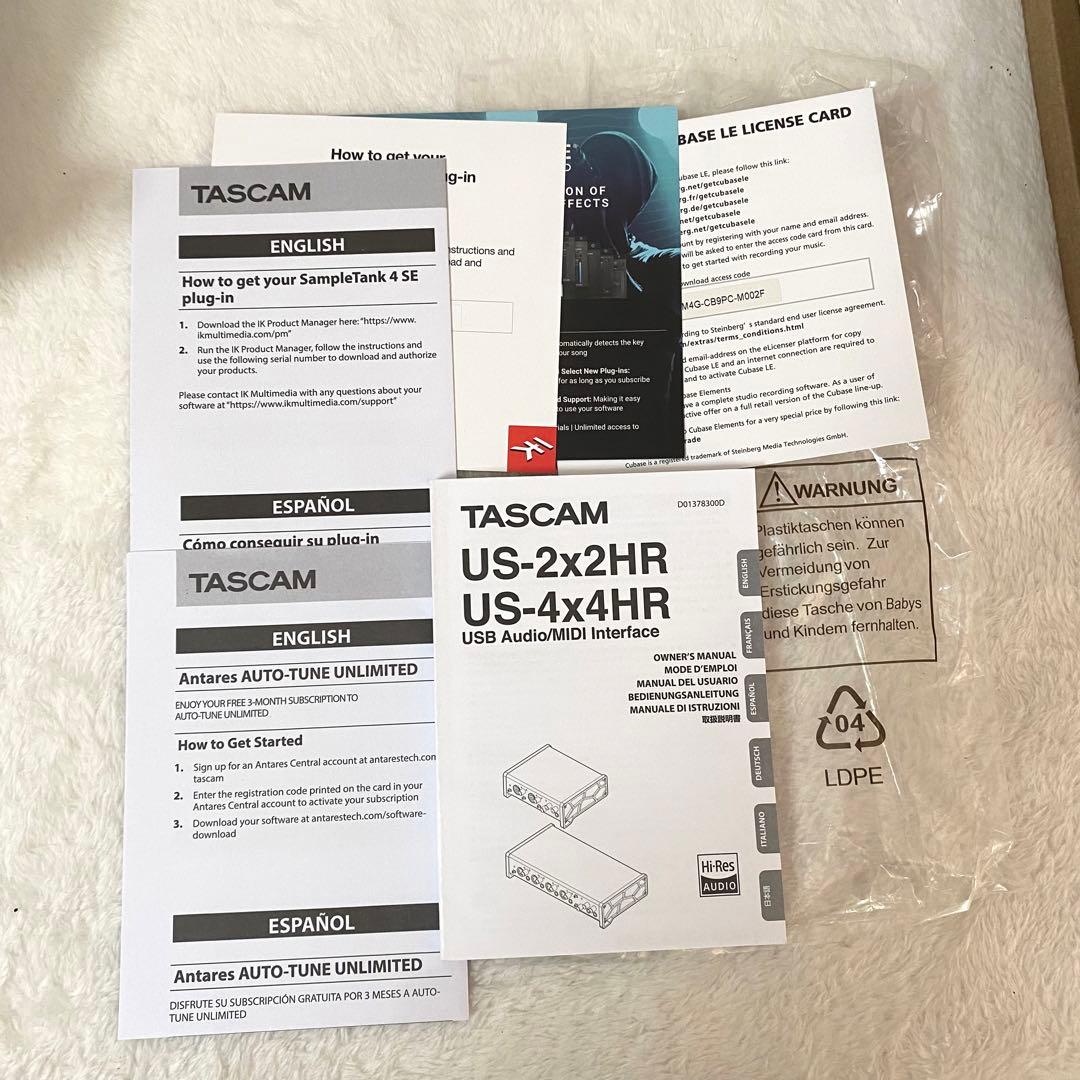 TASCAM
ENGLISH
How to get your SampleTank 4 SE
plug-in
1. Download the IK Product Manager here: "https://www.
ikmultimedia.com/pm"
2. Run the IK Product Manager, follow the instructions and
use the following serial number to download and authorize
your products.
Please contact IK Multimedia with any questions about your
software at "https://www.ikmultimedia.com/support"
ESPAÑOL
Cómo conseguir su plug-in
How to get your
ug-in
structions and
ad and
E
ON OF
FFECTS
omatically detects the key
our song
Select New Plug-ins:
for as long as you subscribe
d Support: Making it easy
to use your software
ials | Unlimited access to
BASE LE LICENSE CARD
ubase LE, please follow this link:
rg.net/getcubasele
rg.fr/getcubasele
rg.de/getcubasele
net/getcubasele
erg.net/getcubasele
unt by registering with your name and email address.
will be asked to enter the access code card from this card.
to get started with recording your music.
ownload access code
M4G-CB9PC-M002F
rding to Steinberg's standard end user license agreement.
n/extras/terms_conditions.html
d email-address on the eLicenser platform for copy
Cubase LE and an internet connection are required to
and to activate Cubase LE.
base Elements
ve a complete studio recording software. As a user of
ctive offer on a full retail version of the Cubase line-up.
o Cubase Elements for a very special price by following this link:
rade
Cubase is a registered trademark of Steinberg Media Technologies GmbH.
TASCAM
ENGLISH
Antares AUTO-TUNE UNLIMITED
ENJOY YOUR FREE 3-MONTH SUBSCRIPTION TO
AUTO-TUNE UNLIMITED
How to Get Started
1. Sign up for an Antares Central account at antarestech.con
tascam
2. Enter the registration code printed on the card in your
Antares Central account to activate your subscription
3. Download your software at antarestech.com/software-
download
ESPAÑOL
Antares AUTO-TUNE UNLIMITED
DISFRUTE SU SUBSCRIPCIÓN GRATUITA POR 3 MESES A AUTO-
TUNE UNLIMITED
TASCAM
D01378300D
US-2x2HR
US-4x4HR
USB Audio/MIDI Interface
OWNER'S MANUAL
MODE D'EMPLOI
MANUAL DEL USUARIO
BEDIENUNGSANLEITUNG
MANUALE DI ISTRUZIONI
取扱説明書
Hi-Res
AUDIO
ENGLISH
FRANÇAIS
ESPAÑOL
DEUTSCH
ITALIANO
日本語
WARNUNG
Plastiktaschen können
gefährlich sein. Zur
Vermeidung von
Erstickungsgefahr
diese Tasche von Babys
und Kindem fernhalten.
04
LDPE